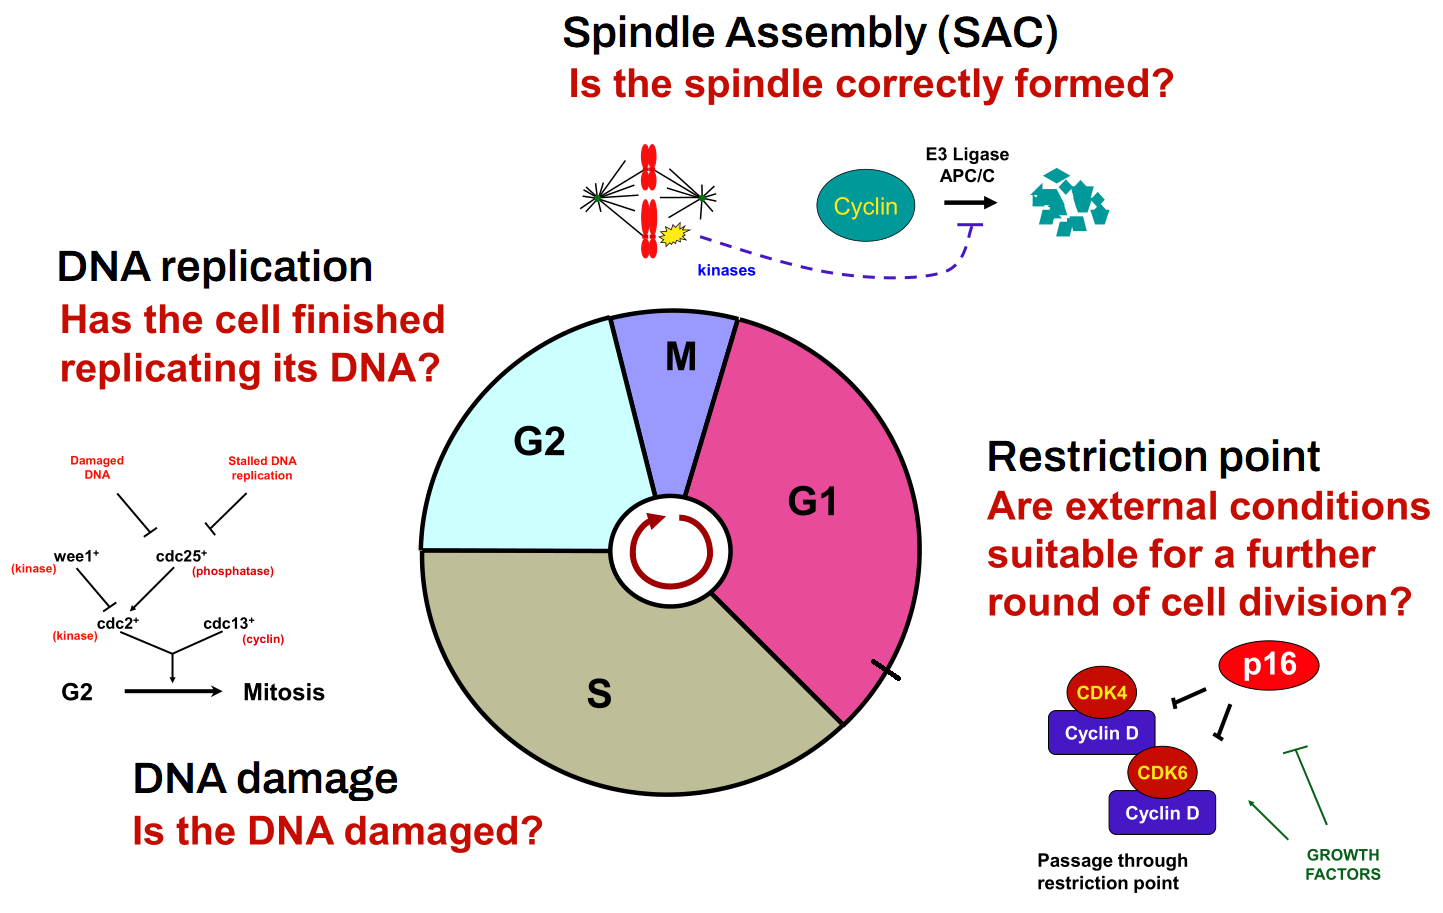 Spindle Assembly (SAC)
Is the spindle correctly formed?
E3 Ligase
APC/C
Cyclin
kinases
DNA replication
Has the cell finished
replicating its DNA?
M
G2
G1
S
Damaged
DNA
Stalled DNA
replication
wee1+
(kinase)
cdc25+
(phosphatase)
cdc2+
(kinase)
cdc13+
(cyclin)
G2
Mitosis
DNA damage
Is the DNA damaged?
Restriction point
Are external conditions
suitable for a further
round of cell division?
p16
CDK4
Cyclin D
CDK6
Cyclin D
Passage through
restriction point
GROWTH
FACTORS